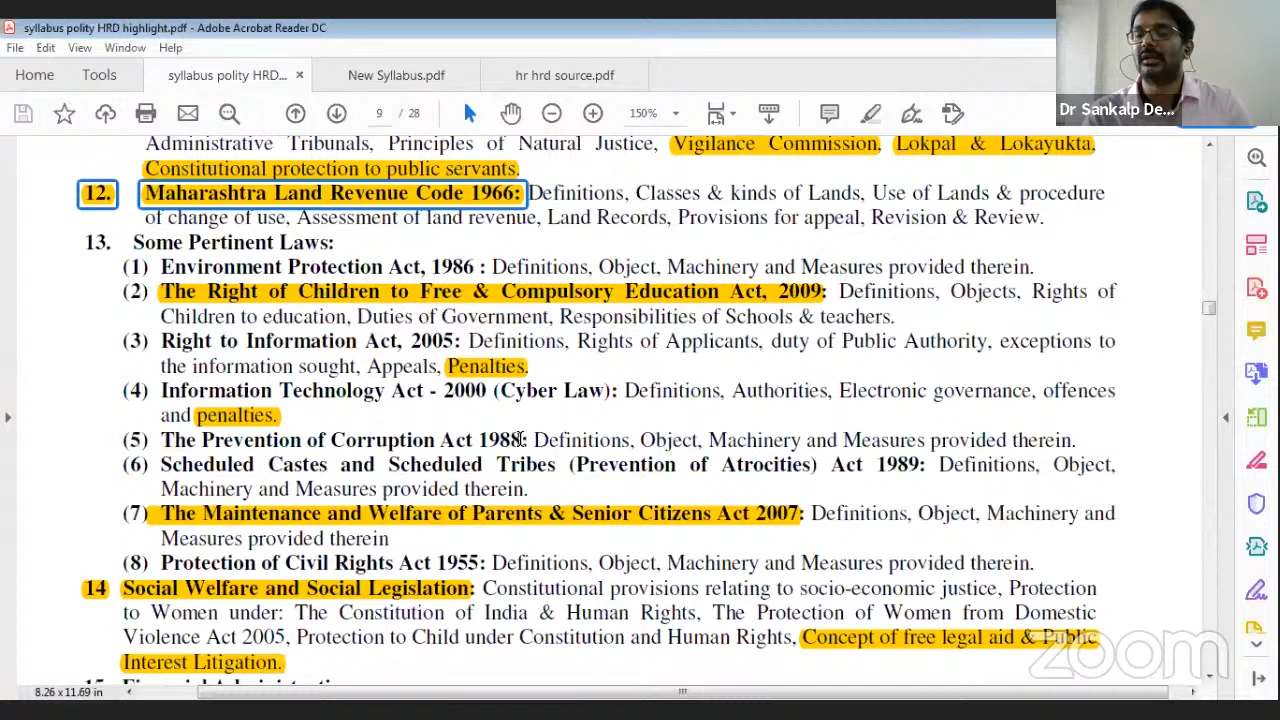 syllabus polity HRD highlight.pdf - Adobe Acrobat Reader DC
File Edit View Window Help
Home Tools syllabus polity HRD... × New Syllabus.pdf hr hrd source.pdf
9 / 28 150%
Dr Sankalp De...
Administrative Tribunals, Principles of Natural Justice, Vigilance Commission, Lokpal & Lokayukta,
Constitutional protection to public servants.
12. Maharashtra Land Revenue Code 1966: Definitions, Classes & kinds of Lands, Use of Lands & procedure
of change of use, Assessment of land revenue, Land Records, Provisions for appeal, Revision & Review.
13. Some Pertinent Laws:
(1) Environment Protection Act, 1986 : Definitions, Object, Machinery and Measures provided therein.
(2) The Right of Children to Free & Compulsory Education Act, 2009: Definitions, Objects, Rights of
Children to education, Duties of Government, Responsibilities of Schools & teachers.
(3) Right to Information Act, 2005: Definitions, Rights of Applicants, duty of Public Authority, exceptions to
the information sought, Appeals, Penalties.
(4) Information Technology Act - 2000 (Cyber Law): Definitions, Authorities, Electronic governance, offences
and penalties.
(5) The Prevention of Corruption Act 1988: Definitions, Object, Machinery and Measures provided therein.
(6) Scheduled Castes and Scheduled Tribes (Prevention of Atrocities) Act 1989: Definitions, Object,
Machinery and Measures provided therein.
(7) The Maintenance and Welfare of Parents & Senior Citizens Act 2007: Definitions, Object, Machinery and
Measures provided therein
(8) Protection of Civil Rights Act 1955: Definitions, Object, Machinery and Measures provided therein.
14 Social Welfare and Social Legislation: Constitutional provisions relating to socio-economic justice, Protection
to Women under: The Constitution of India & Human Rights, The Protection of Women from Domestic
Violence Act 2005, Protection to Child under Constitution and Human Rights, Concept of free legal aid & Public
Interest Litigation.
zoom
8.26 x 11.69 in